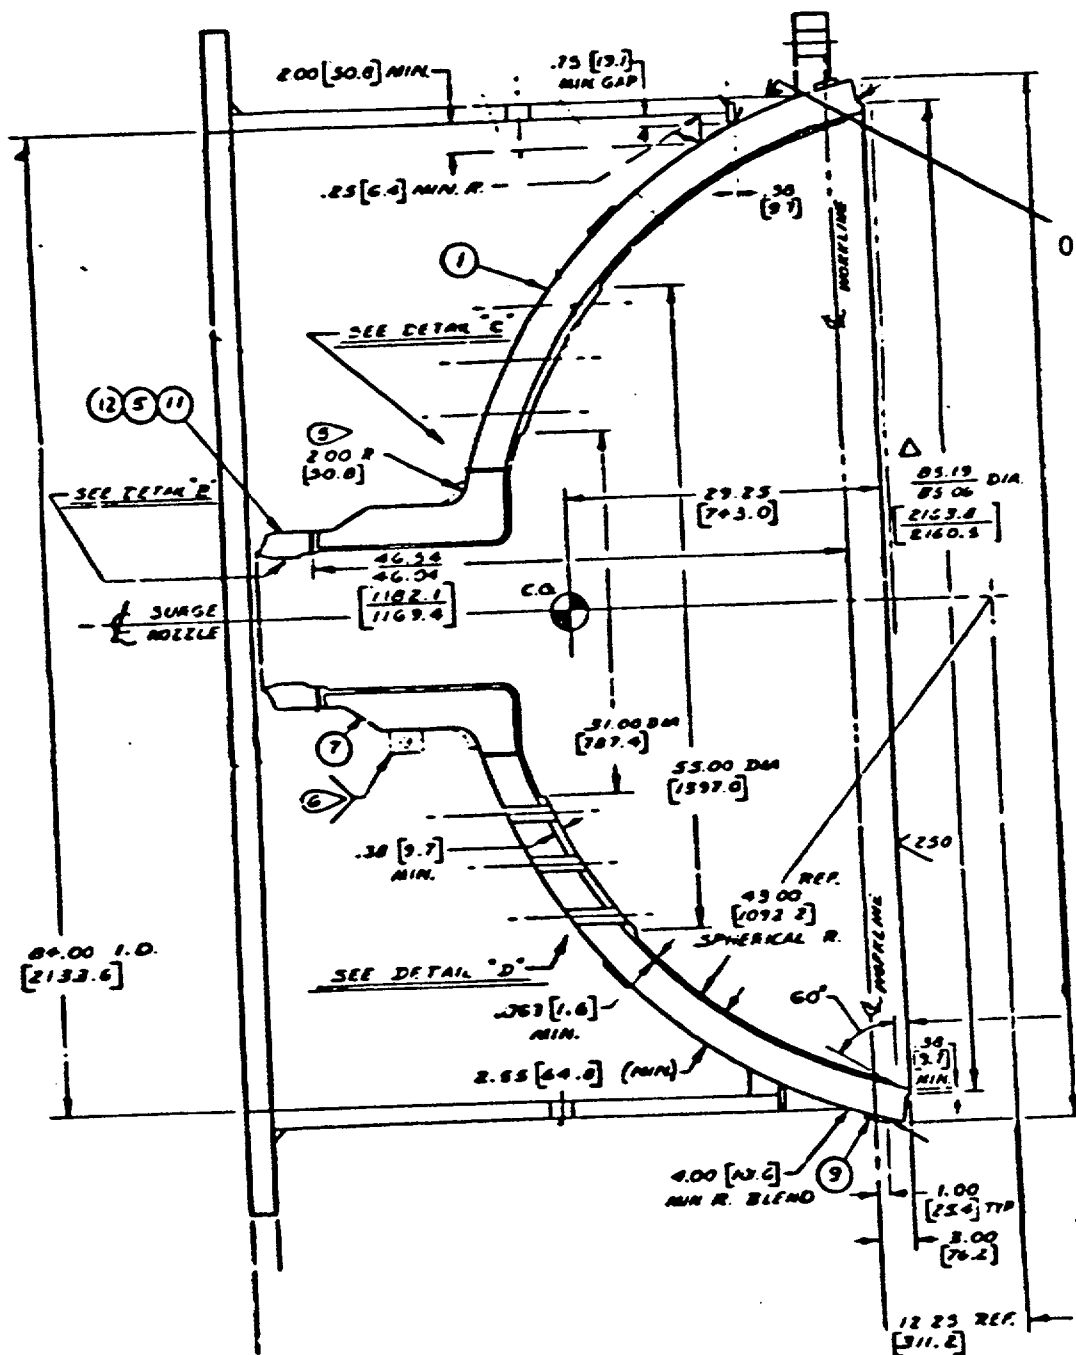 2.00 [50.8] MIN.
.75 [19.1]
MIN. GAP
.25 [6.4] MIN. R.
.38
[9.7]
0
WORKLINE
1
SEE DETAIL "C"
12 5 11
5
2.00 R
[50.8]
SEE DETAIL "B"
29.25
[743.0]
85.19
85.06 DIA.
[2163.8
2160.5]
46.54
46.04
[1182.1
1169.4]
C.G.
℄ SURGE
NOZZLE
7
6
31.00 DIA
[787.4]
55.00 DIA
[1397.0]
.38 [9.7]
MIN.
250
REF.
43.00
[1092.2]
SPHERICAL R.
84.00 I.D.
[2133.6]
SEE DETAIL "D"
WORKLINE
60°
[1.6]
MIN.
.38
[9.7]
MIN.
2.55 [64.8] (MIN)
4.00
MIN R. BLEND
9
1.00
[25.4] TYP
3.00
[76.2]
12.25 REF.
[311.2]